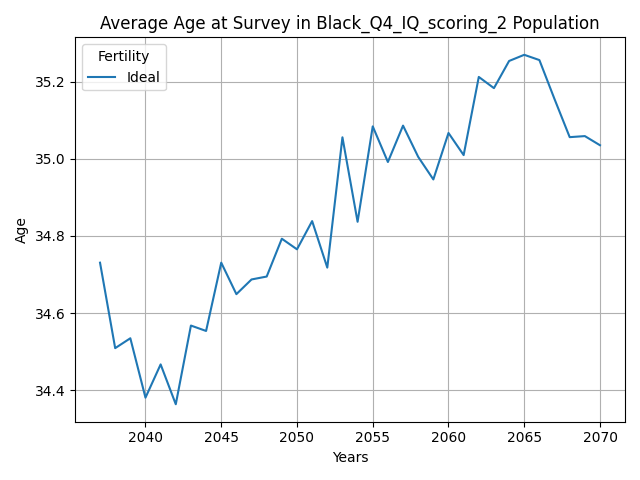 Average Age at Survey in Black_Q4_IQ_scoring_2 Population
Fertility
Ideal
35.2
35.0
34.8
34.6
34.4
Age
2040 2045 2050 2055 2060 2065 2070
Years